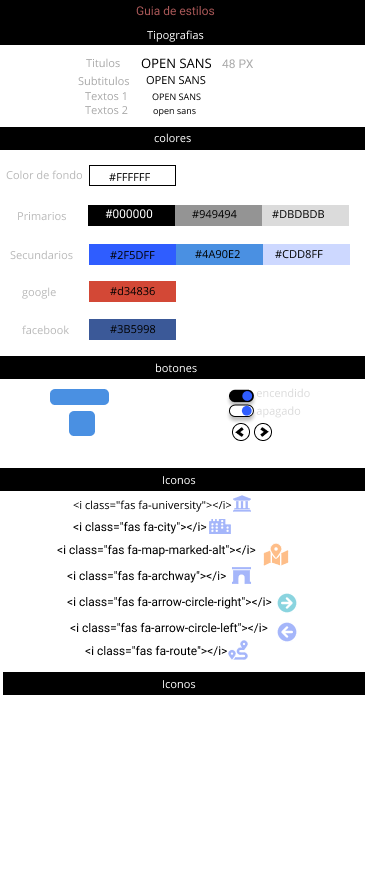 Guia de estilos
Tipografias
Titulos OPEN SANS 48 PX
Subtitulos OPEN SANS
Textos 1 OPEN SANS
Textos 2 open sans
colores
Color de fondo #FFFFFF
Primarios #000000 #949494 #DBDBDB
Secundarios #2F5DFF #4A90E2 #CDD8FF
google #d34836
facebook #3B5998
botones
encendido
apagado
Iconos
<i class="fas fa-university"></i>
<i class="fas fa-city"></i>
<i class="fas fa-map-marked-alt"></i>
<i class="fas fa-archway"></i>
<i class="fas fa-arrow-circle-right"></i>
<i class="fas fa-arrow-circle-left"></i>
<i class="fas fa-route"></i>
Iconos